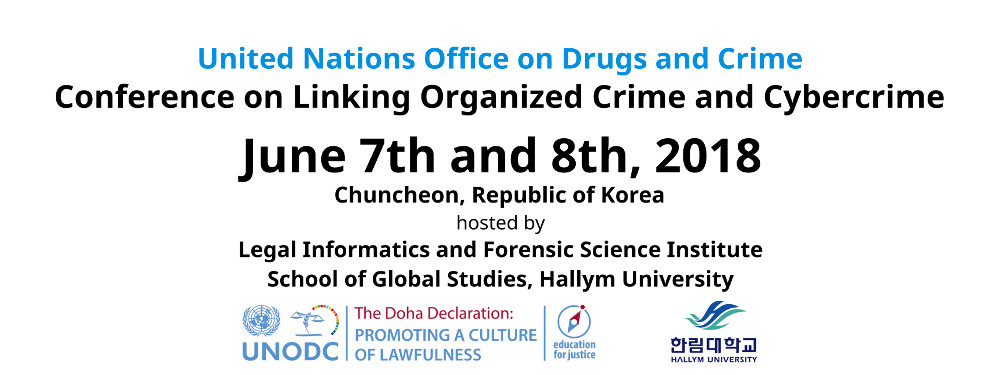 United Nations Office on Drugs and Crime
Conference on Linking Organized Crime and Cybercrime
June 7th and 8th, 2018
Chuncheon, Republic of Korea
hosted by
Legal Informatics and Forensic Science Institute
School of Global Studies, Hallym University
UNODC
The Doha Declaration:
PROMOTING A CULTURE
OF LAWFULNESS
education
for justice
한림대학교
HALLYM UNIVERSITY